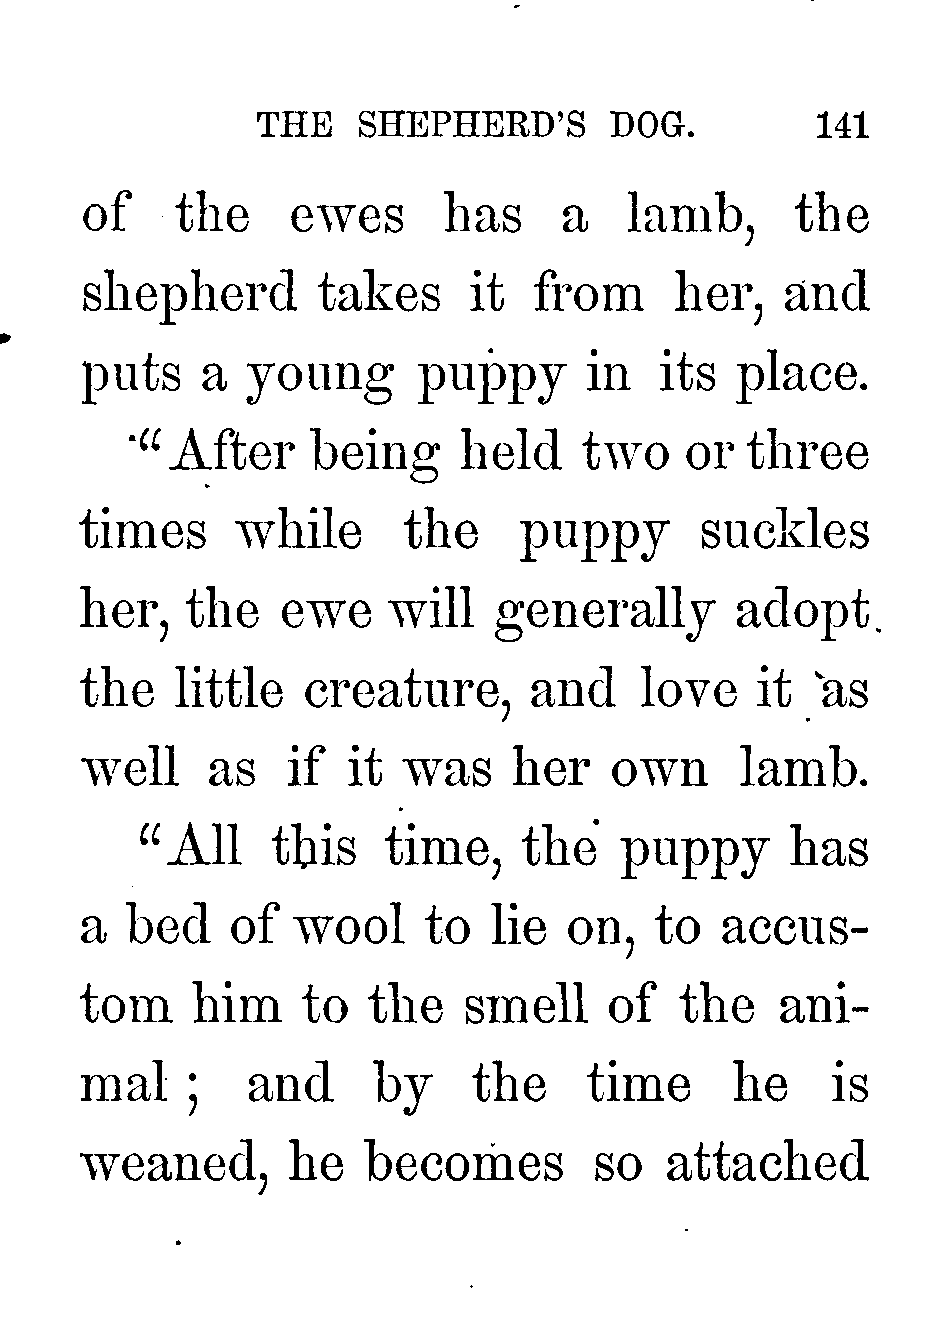 THE SHEPHERD'S DOG. 141
of the ewes has a lamb, the
shepherd takes it from her, and
puts a young puppy in its place.
"After being held two or three
times while the puppy suckles
her, the ewe will generally adopt
the little creature, and love it as
well as if it was her own lamb.
"All this time, the puppy has
a bed of wool to lie on, to accus-
tom him to the smell of the ani-
mal ; and by the time he is
weaned, he becomes so attached